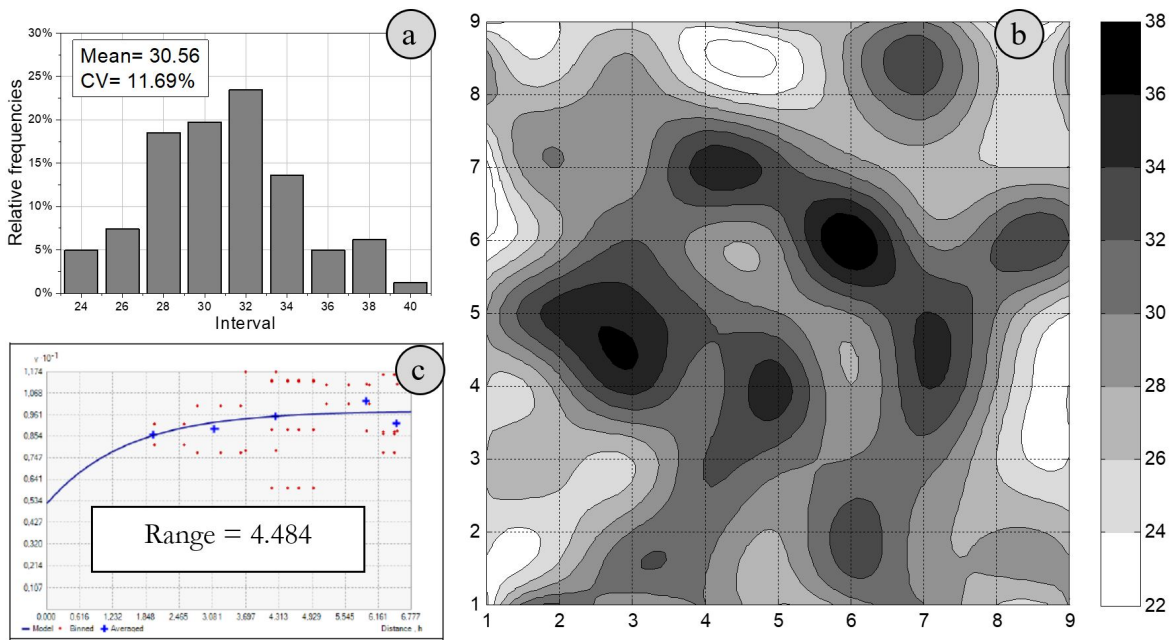 a
30%
25%
20%
15%
10%
5%
0%
Relative frequencies
Mean= 30.56
CV= 11.69%
24 26 28 30 32 34 36 38 40
Interval
b
9
8
7
6
5
4
3
2
1
1 2 3 4 5 6 7 8 9
38
36
34
32
30
28
26
24
22
c
γ·10⁻¹
1,174
1,068
0,961
0,854
0,747
0,641
0,534
0,427
0,320
0,214
0,107
Range = 4.484
0.000 0,616 1,232 1,848 2,465 3,081 3,697 4,313 4,929 5,545 6,161 6.777
Model Binned Averaged Distance , h